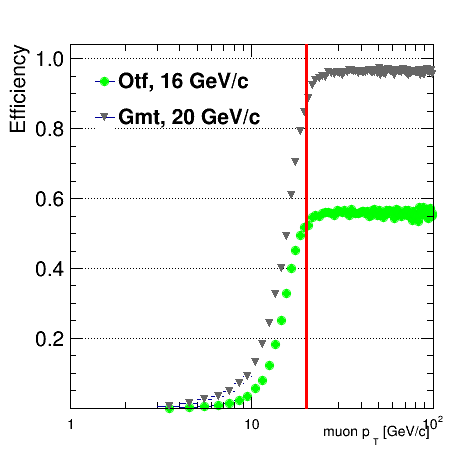 Efficiency
1.0
0.8
0.6
0.4
0.2
Otf, 16 GeV/c
Gmt, 20 GeV/c
1
10
10²
muon p_T [GeV/c]